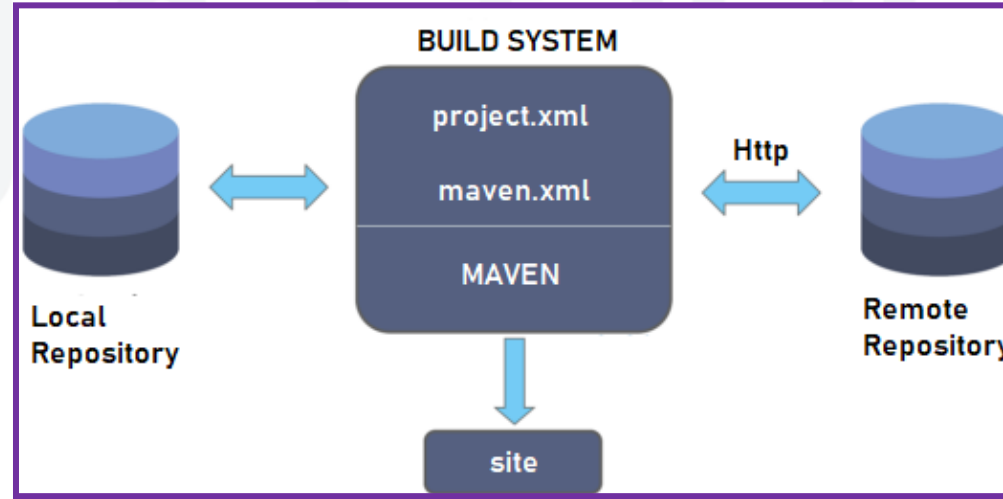 BUILD SYSTEM
project.xml
maven.xml
MAVEN
Http
Local
Repository
Remote
Repository
site